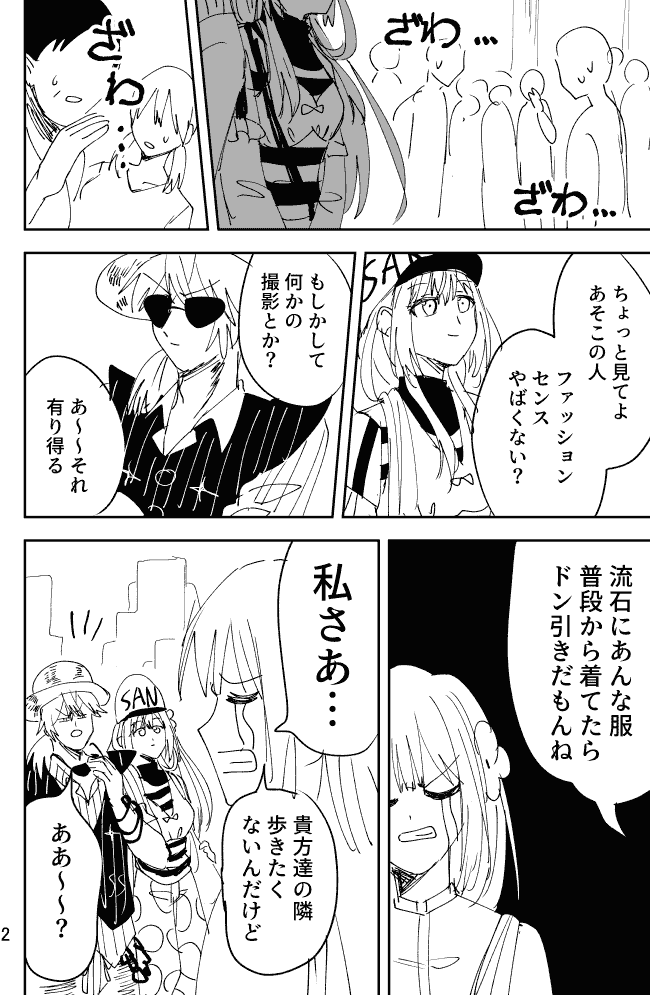 ざわ…
ざわ…
ざわ…
ちょっと見てよ
あそこの人
ファッション
センス
やばくない？
SAN
もしかして
何かの
撮影とか？
あ〜〜それ
有り得る
流石にあんな服
普段から着てたら
ドン引きだもんね
私さあ…
貴方達の隣
歩きたく
ないんだけど
SAN
ああ〜〜？
2